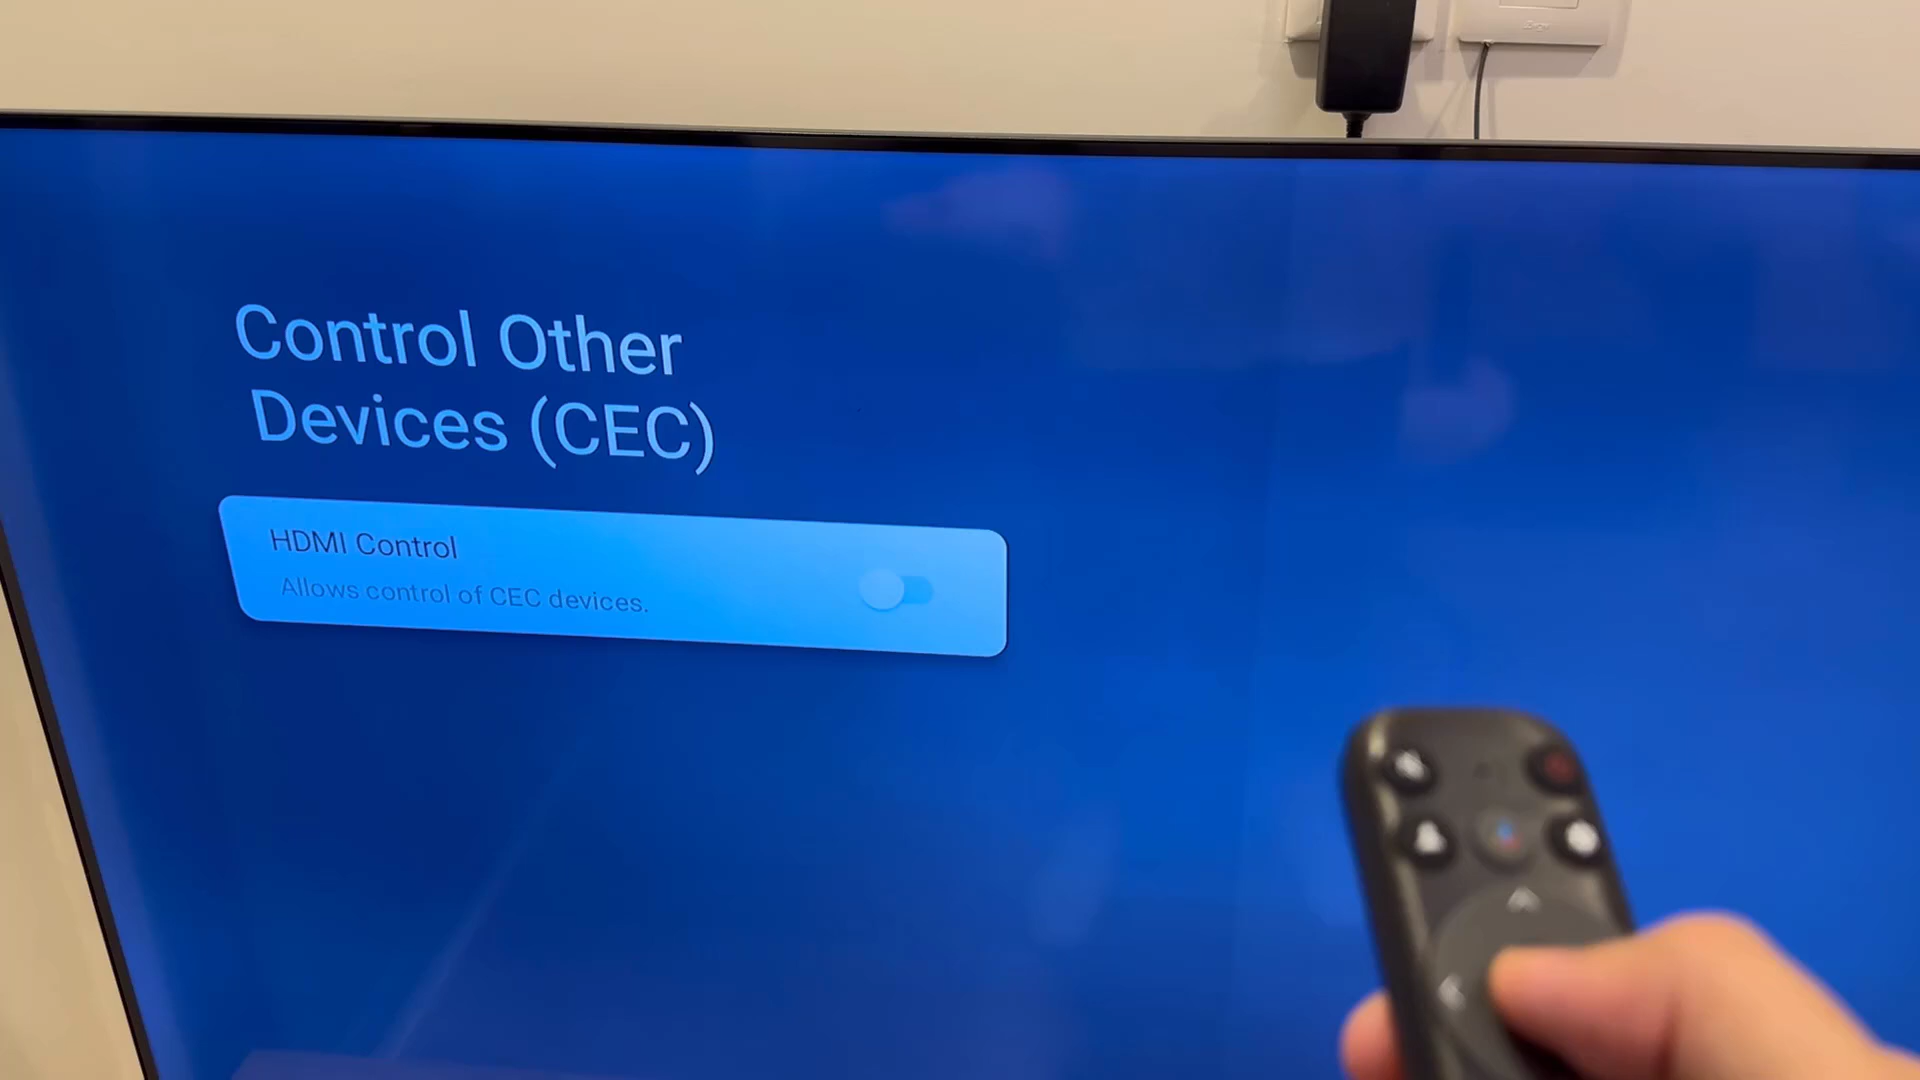 Control Other
Devices (CEC)
HDMI Control
Allows control of CEC devices.